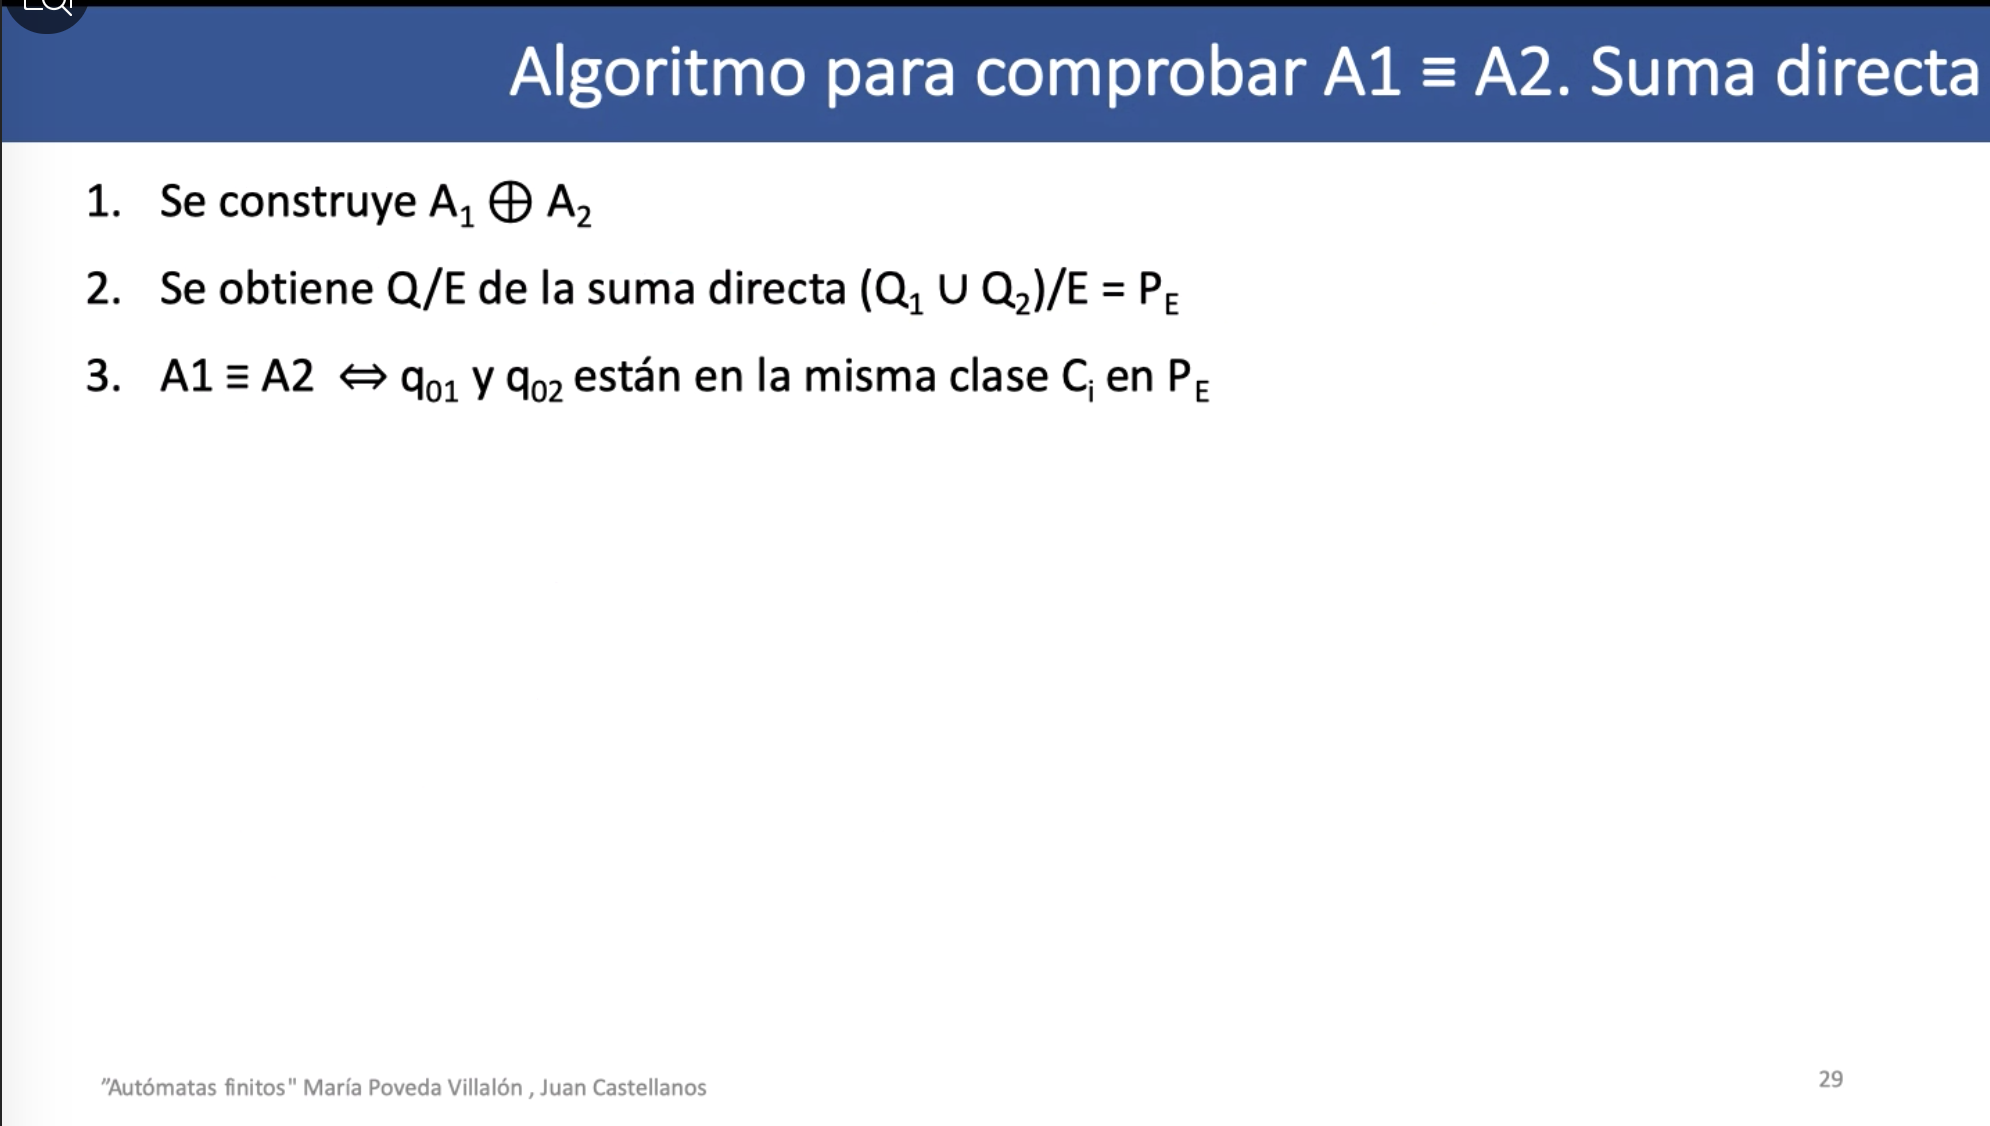 Algoritmo para comprobar A1 ≡ A2. Suma directa
1. Se construye A₁ ⊕ A₂
2. Se obtiene Q/E de la suma directa (Q₁ ∪ Q₂)/E = P_E
3. A1 ≡ A2 ⇔ q₀₁ y q₀₂ están en la misma clase Cᵢ en P_E
"Autómatas finitos" María Poveda Villalón , Juan Castellanos
29